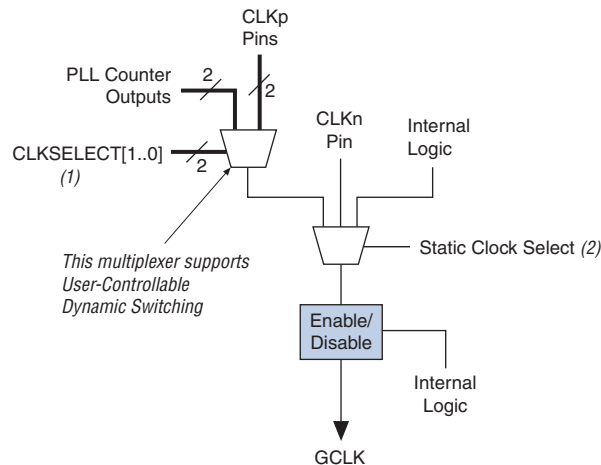 CLKp
Pins
PLL Counter
Outputs
2
2
CLKn
Pin
Internal
Logic
CLKSELECT[1..0]
(1)
2
Static Clock Select (2)
This multiplexer supports
User-Controllable
Dynamic Switching
Enable/
Disable
Internal
Logic
GCLK